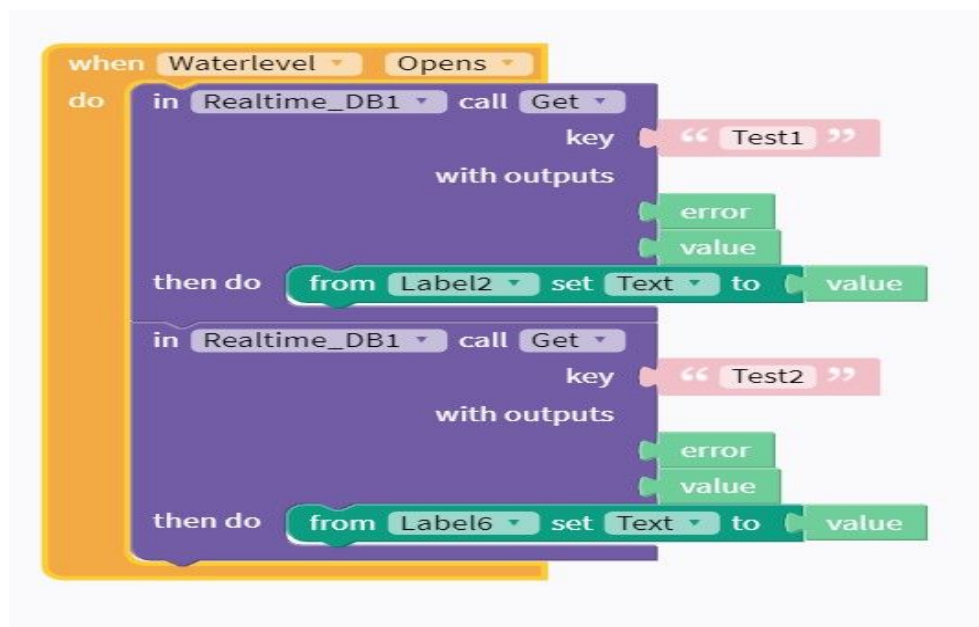 when Waterlevel Opens
do in Realtime_DB1 call Get
key “ Test1 ”
with outputs
error
value
then do from Label2 set Text to value
in Realtime_DB1 call Get
key “ Test2 ”
with outputs
error
value
then do from Label6 set Text to value